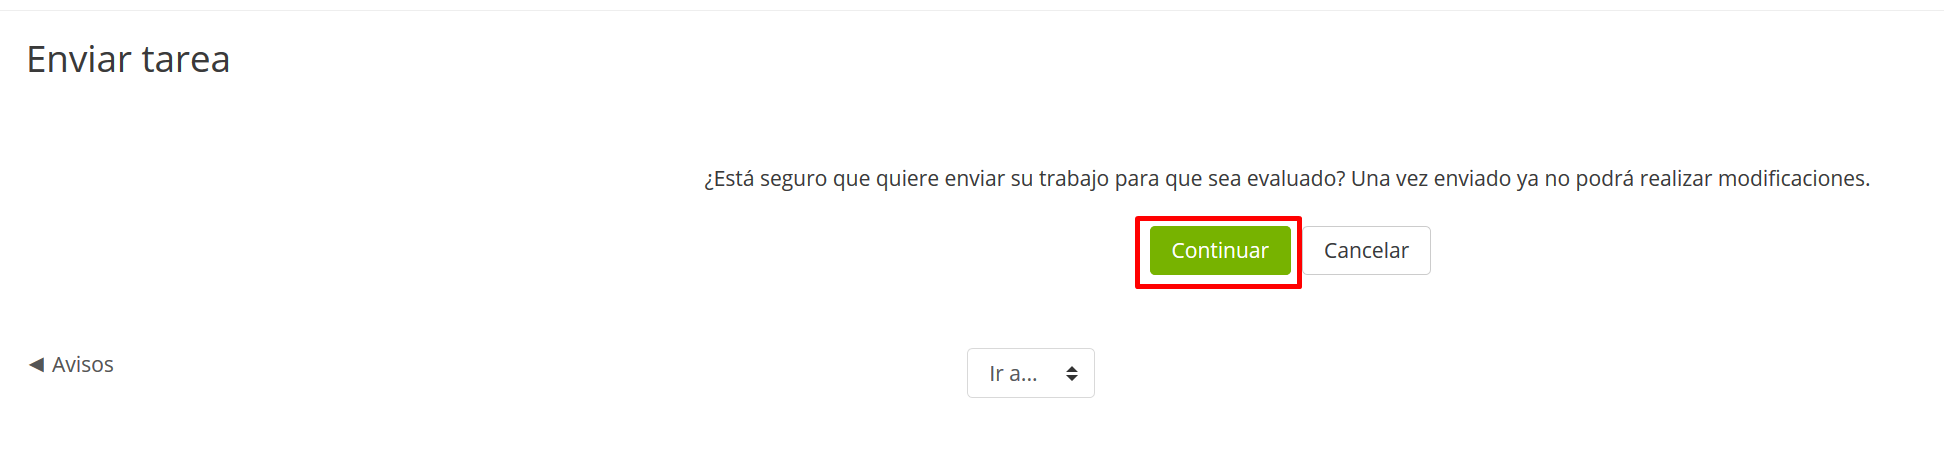 Enviar tarea
¿Está seguro que quiere enviar su trabajo para que sea evaluado? Una vez enviado ya no podrá realizar modificaciones.
Continuar Cancelar
◄ Avisos
Ir a...